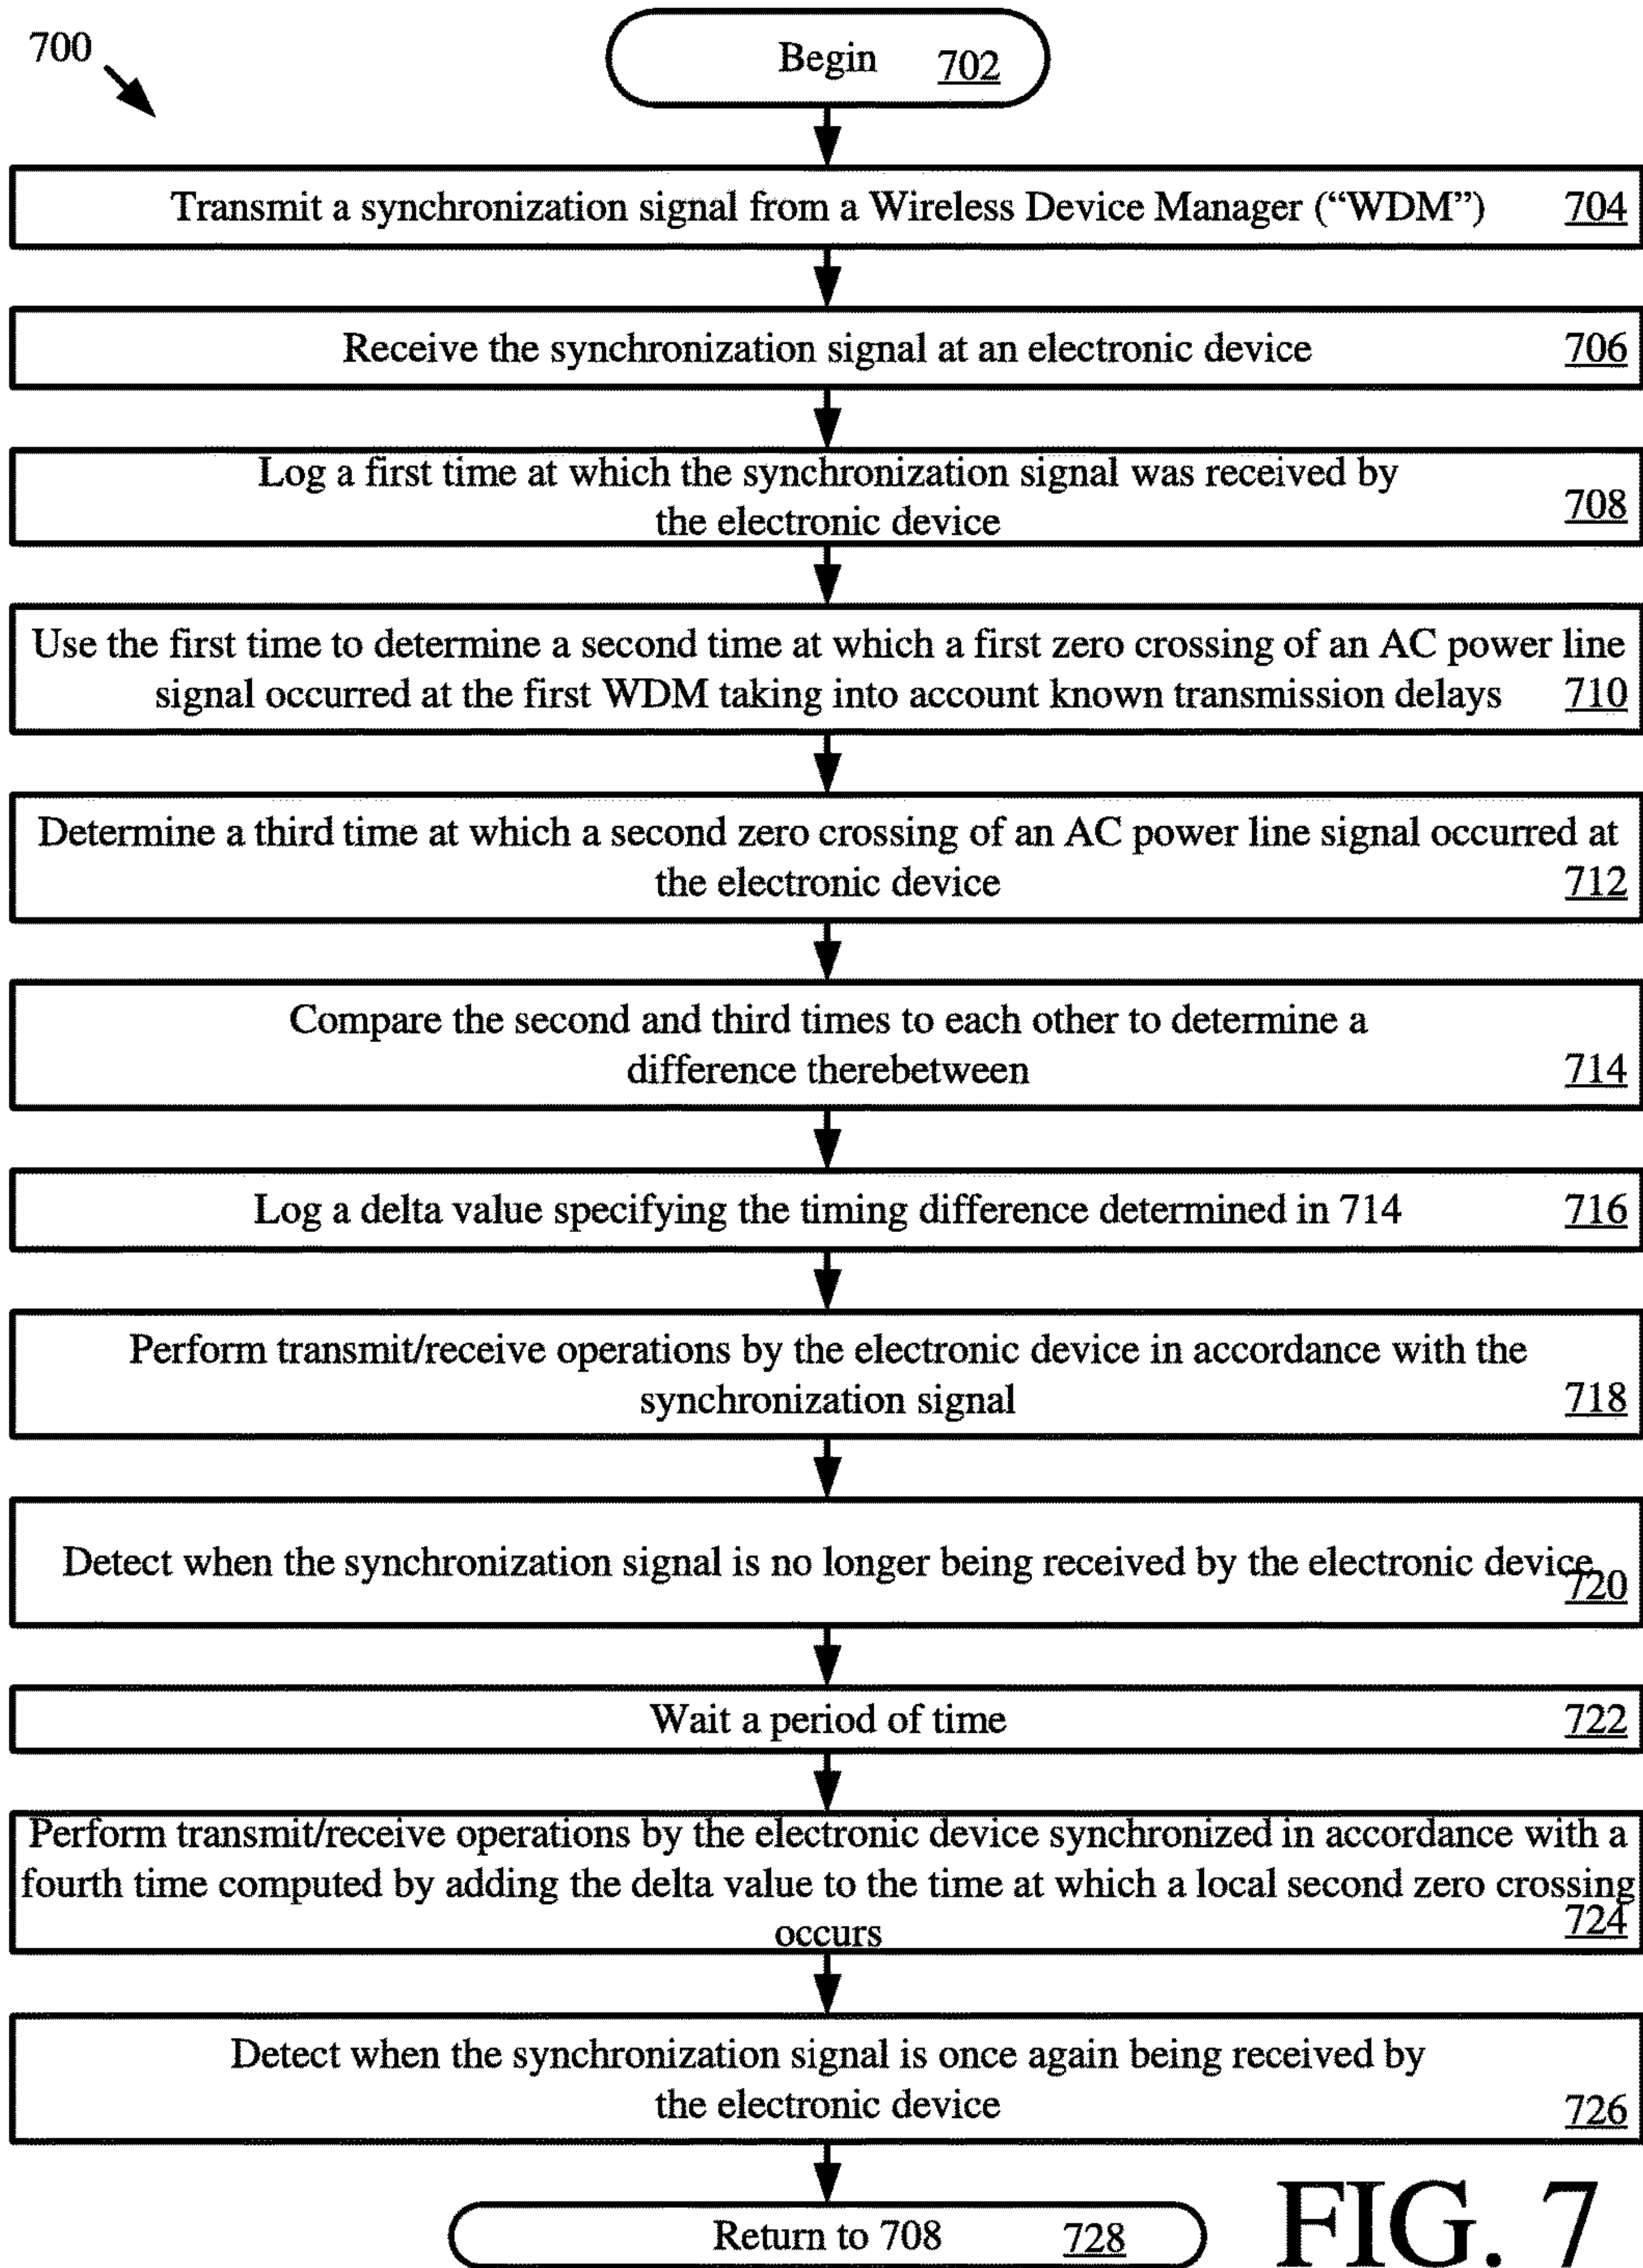 700
Begin 702
Transmit a synchronization signal from a Wireless Device Manager (“WDM”) 704
Receive the synchronization signal at an electronic device 706
Log a first time at which the synchronization signal was received by
the electronic device 708
Use the first time to determine a second time at which a first zero crossing of an AC power line
signal occurred at the first WDM taking into account known transmission delays 710
Determine a third time at which a second zero crossing of an AC power line signal occurred at
the electronic device 712
Compare the second and third times to each other to determine a
difference therebetween 714
Log a delta value specifying the timing difference determined in 714 716
Perform transmit/receive operations by the electronic device in accordance with the
synchronization signal 718
Detect when the synchronization signal is no longer being received by the electronic device
720
Wait a period of time 722
Perform transmit/receive operations by the electronic device synchronized in accordance with a
fourth time computed by adding the delta value to the time at which a local second zero crossing
occurs 724
Detect when the synchronization signal is once again being received by
the electronic device 726
Return to 708 728
FIG. 7